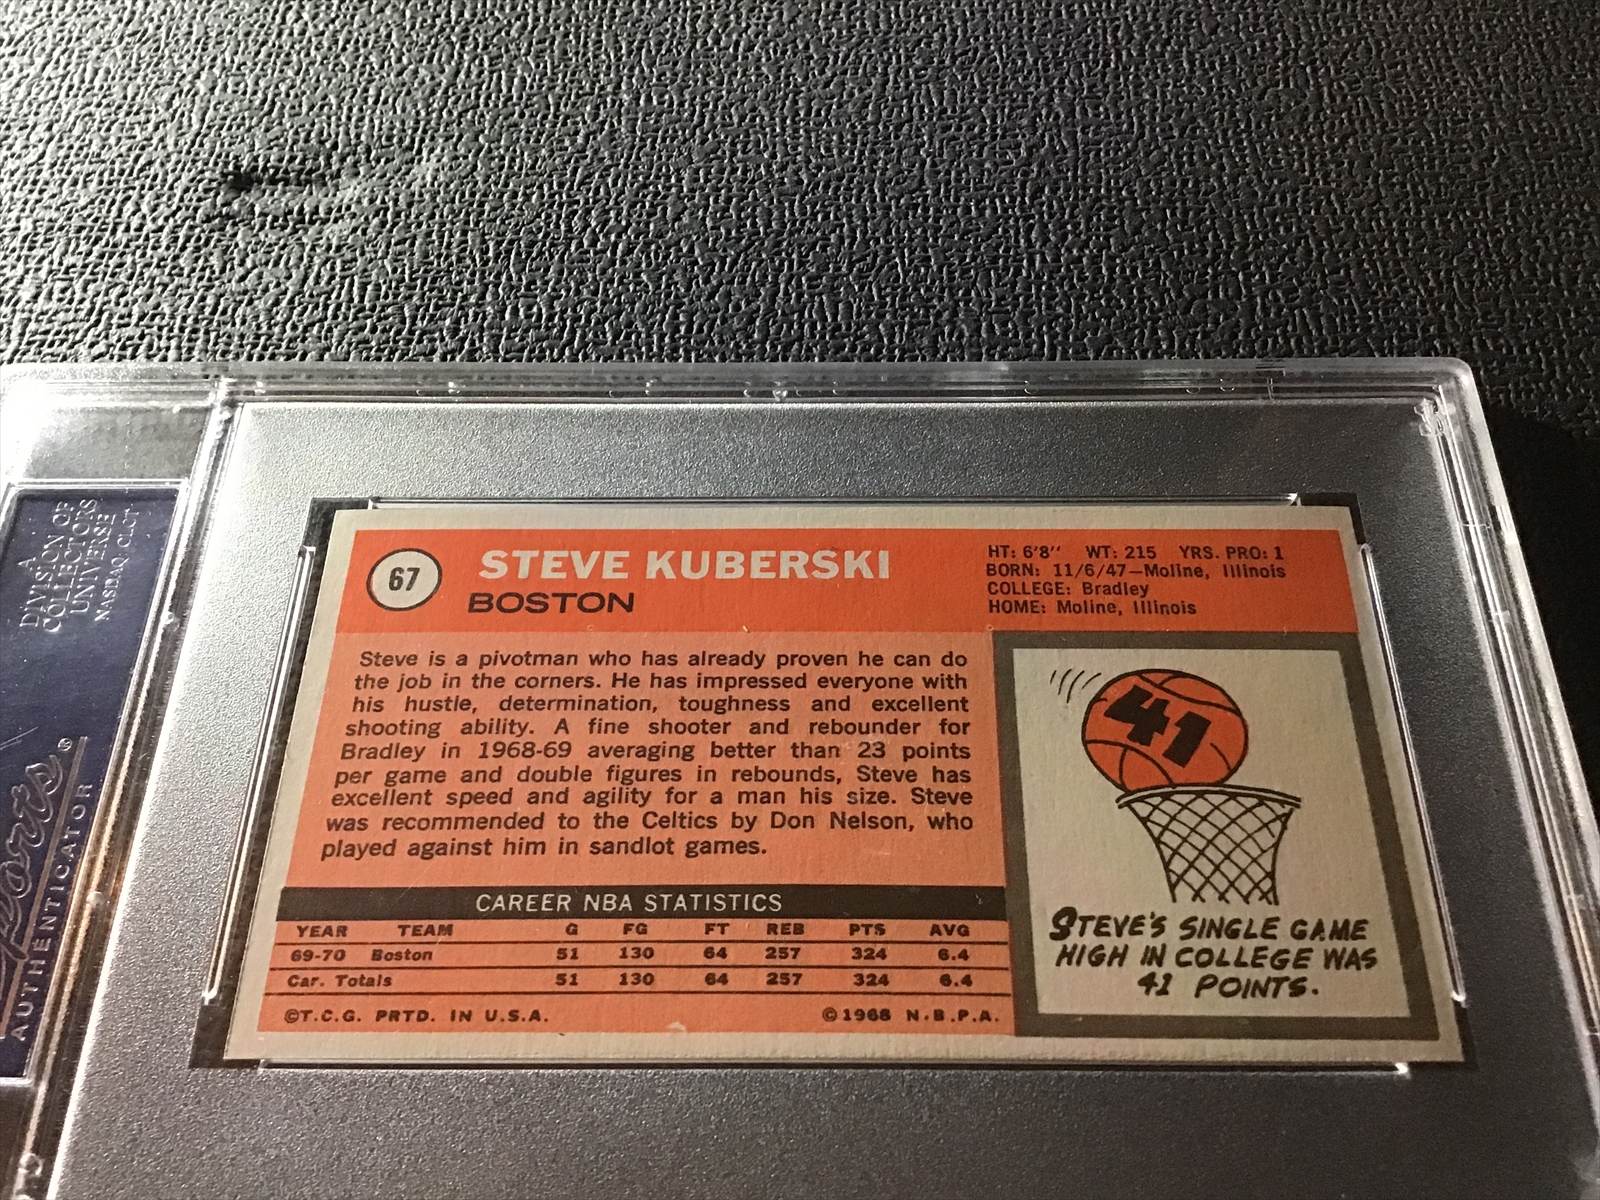 A
DIVISION OF
COLLECTORS
UNIVERSE
NASDAQ: CLCT
Sports®
AUTHENTICATOR
67
STEVE KUBERSKI
BOSTON
HT: 6'8'' WT: 215 YRS. PRO: 1
BORN: 11/6/47—Moline, Illinois
COLLEGE: Bradley
HOME: Moline, Illinois
Steve is a pivotman who has already proven he can do
the job in the corners. He has impressed everyone with
his hustle, determination, toughness and excellent
shooting ability. A fine shooter and rebounder for
Bradley in 1968-69 averaging better than 23 points
per game and double figures in rebounds, Steve has
excellent speed and agility for a man his size. Steve
was recommended to the Celtics by Don Nelson, who
played against him in sandlot games.
CAREER NBA STATISTICS
YEAR TEAM G FG FT REB PTS AVG
69-70 Boston 51 130 64 257 324 6.4
Car. Totals 51 130 64 257 324 6.4
©T.C.G. PRTD. IN U.S.A. ©1968 N.B.P.A.
41
STEVE'S SINGLE GAME
HIGH IN COLLEGE WAS
41 POINTS.